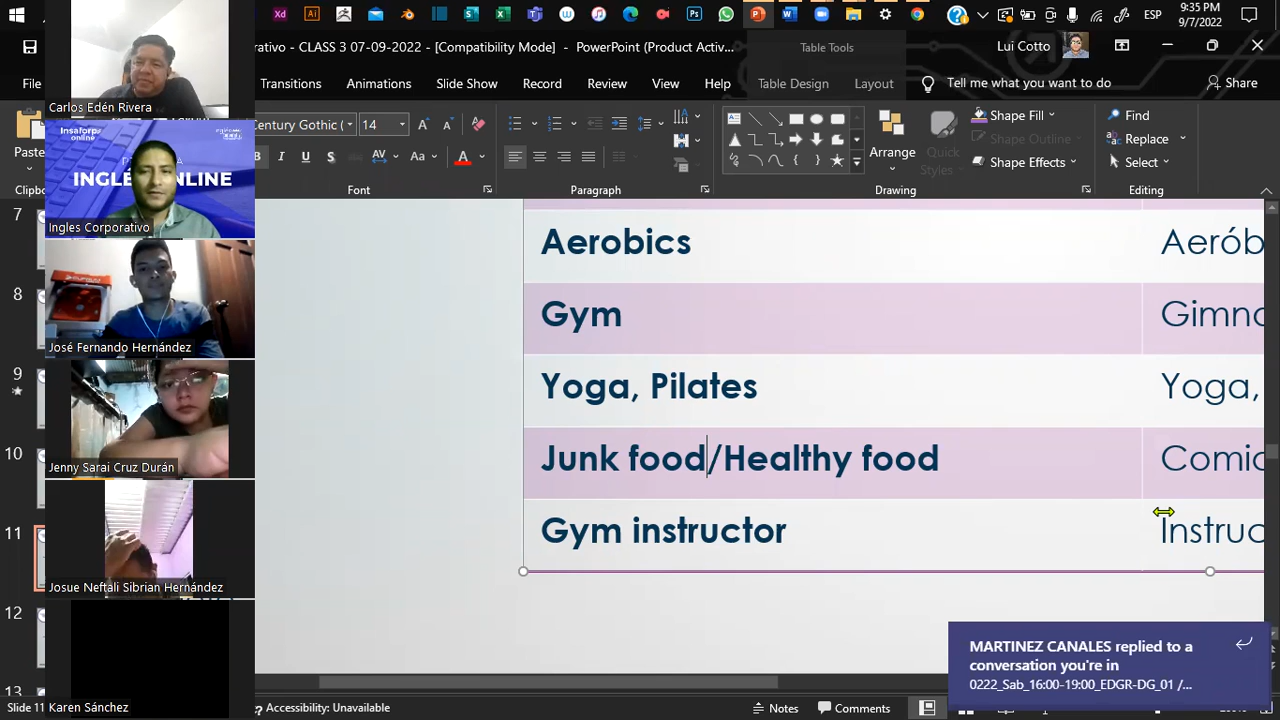 9:35 PM
9/7/2022
ESP
rativo - CLASS 3 07-09-2022 - [Compatibility Mode] - PowerPoint (Product Activ...
Table Tools
Lui Cotto
File
Transitions
Animations
Slide Show
Record
Review
View
Help
Table Design
Layout
Tell me what you want to do
Share
Paste
Century Gothic (
14
Shape Fill
Shape Outline
Shape Effects
Arrange
Quick
Styles
Find
Replace
Select
Clipb
Font
Paragraph
Drawing
Editing
Carlos Edén Rivera
Insaforp
online
INGLÉ NLINE
Ingles Corporativo
José Fernando Hernández
Jenny Sarai Cruz Durán
Josue Neftali Sibrian Hernández
Karen Sánchez
7
8
9
10
11
12
13
Aerobics
Aerób
Gym
Gimna
Yoga, Pilates
Yoga,
Junk food/Healthy food
Comic
Gym instructor
Instruc
MARTINEZ CANALES replied to a
conversation you're in
0222_Sab_16:00-19:00_EDGR-DG_01 /...
Slide 11
Accessibility: Unavailable
Notes
Comments